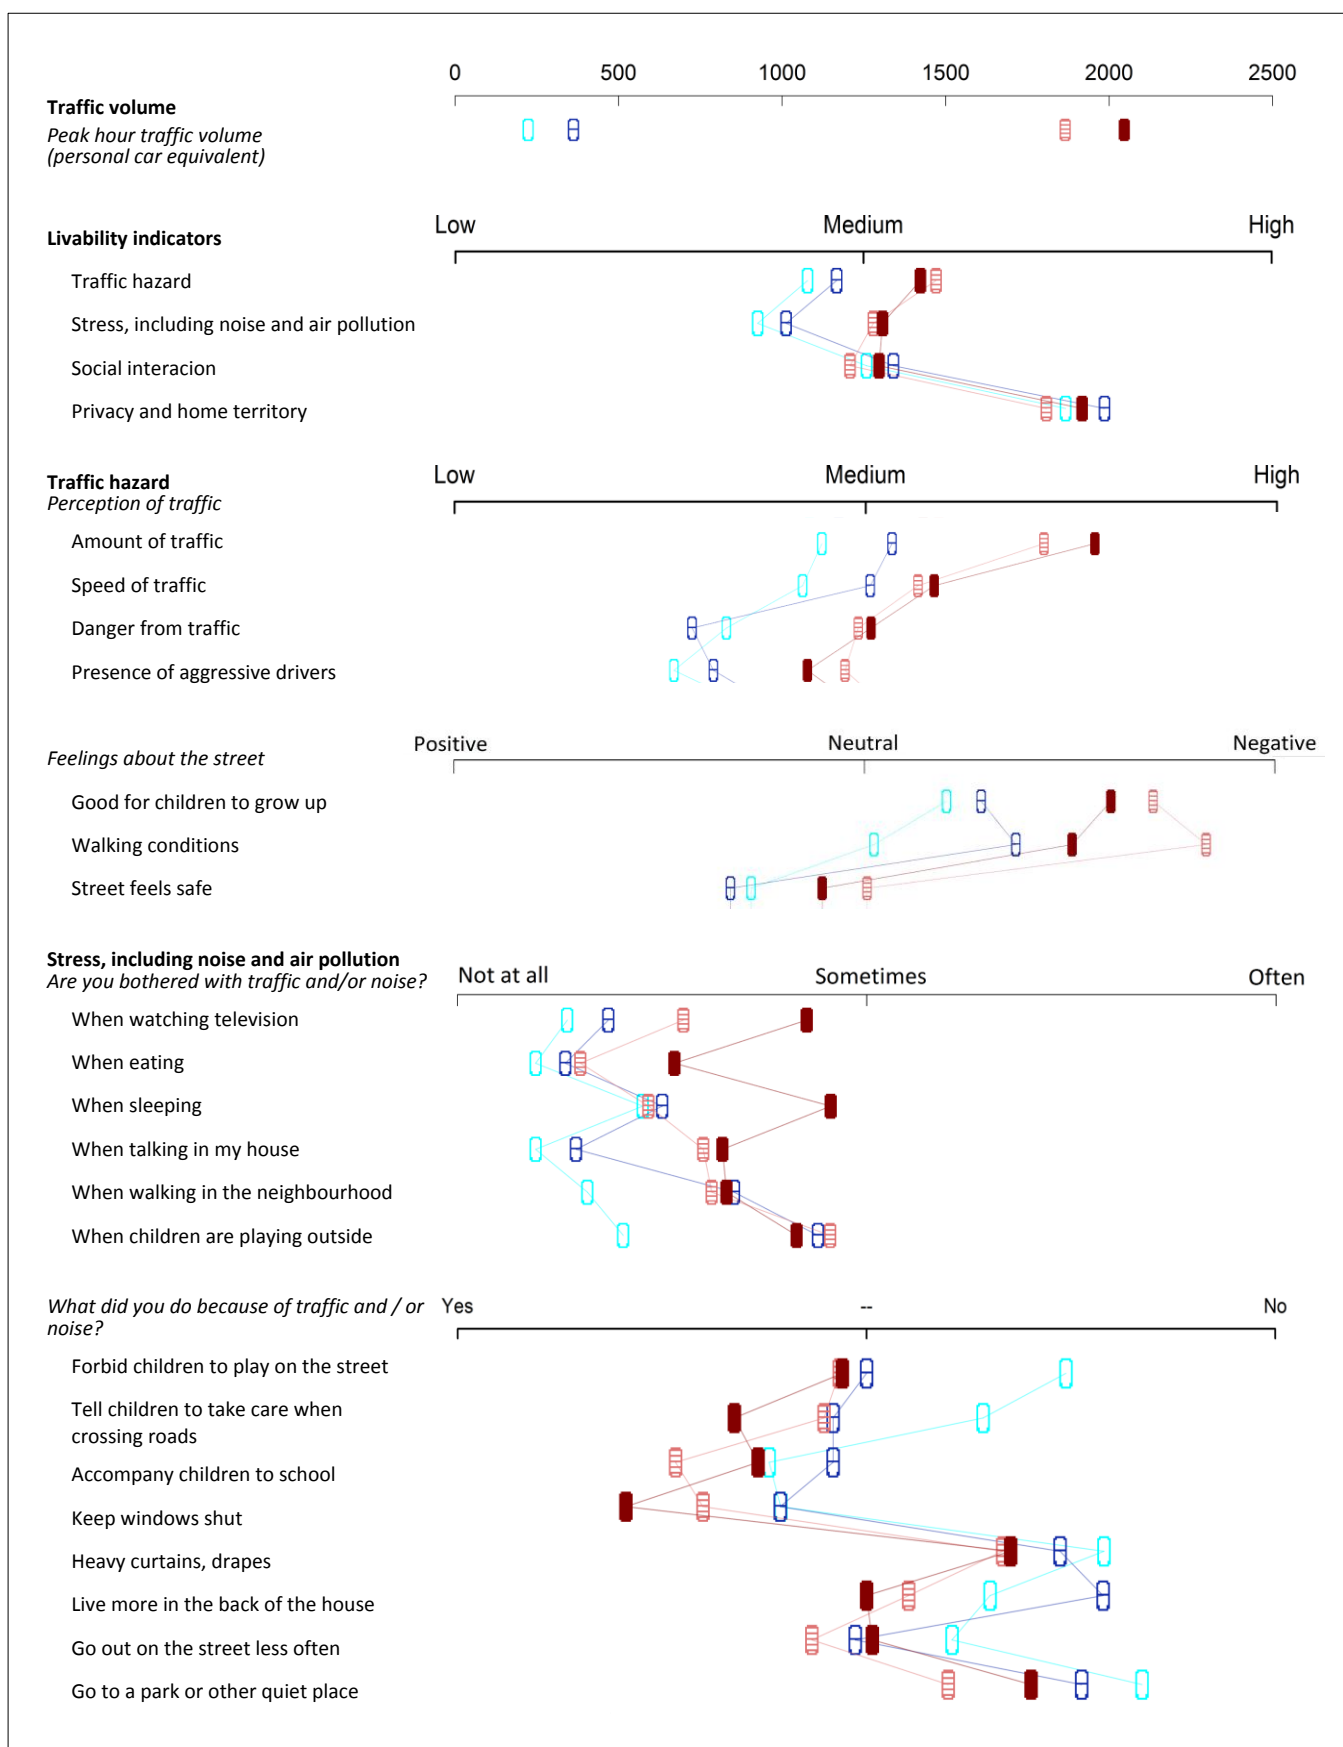 0 500 1000 1500 2000 2500
Traffic volume
Peak hour traffic volume
(personal car equivalent)
Low Medium High
Livability indicators
Traffic hazard
Stress, including noise and air pollution
Social interacion
Privacy and home territory
Low Medium High
Traffic hazard
Perception of traffic
Amount of traffic
Speed of traffic
Danger from traffic
Presence of aggressive drivers
Positive Neutral Negative
Feelings about the street
Good for children to grow up
Walking conditions
Street feels safe
Stress, including noise and air pollution
Are you bothered with traffic and/or noise?
Not at all Sometimes Often
When watching television
When eating
When sleeping
When talking in my house
When walking in the neighbourhood
When children are playing outside
What did you do because of traffic and / or
noise?
Yes -- No
Forbid children to play on the street
Tell children to take care when
crossing roads
Accompany children to school
Keep windows shut
Heavy curtains, drapes
Live more in the back of the house
Go out on the street less often
Go to a park or other quiet place